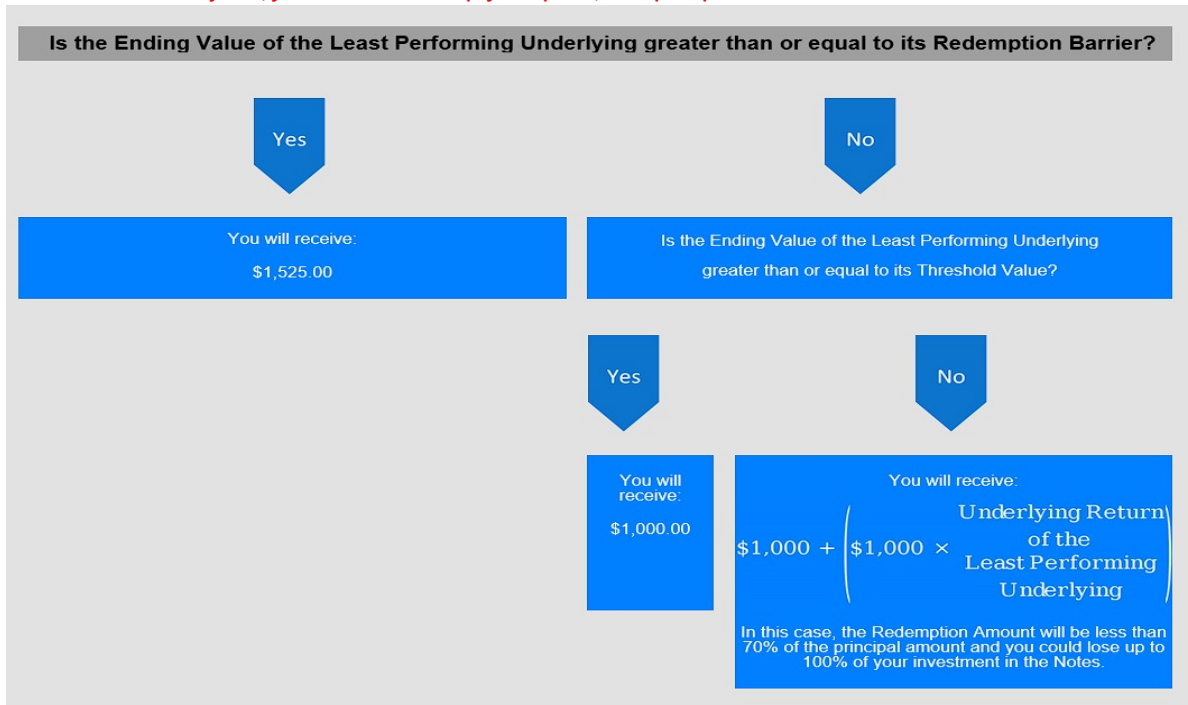 Is the Ending Value of the Least Performing Underlying greater than or equal to its Redemption Barrier?
Yes
No
You will receive:
$1,525.00
Is the Ending Value of the Least Performing Underlying
greater than or equal to its Threshold Value?
Yes
No
You will
receive:
$1,000.00
You will receive:
$1,000 + ($1,000 × Underlying Return
of the
Least Performing
Underlying)
In this case, the Redemption Amount will be less than
70% of the principal amount and you could lose up to
100% of your investment in the Notes.